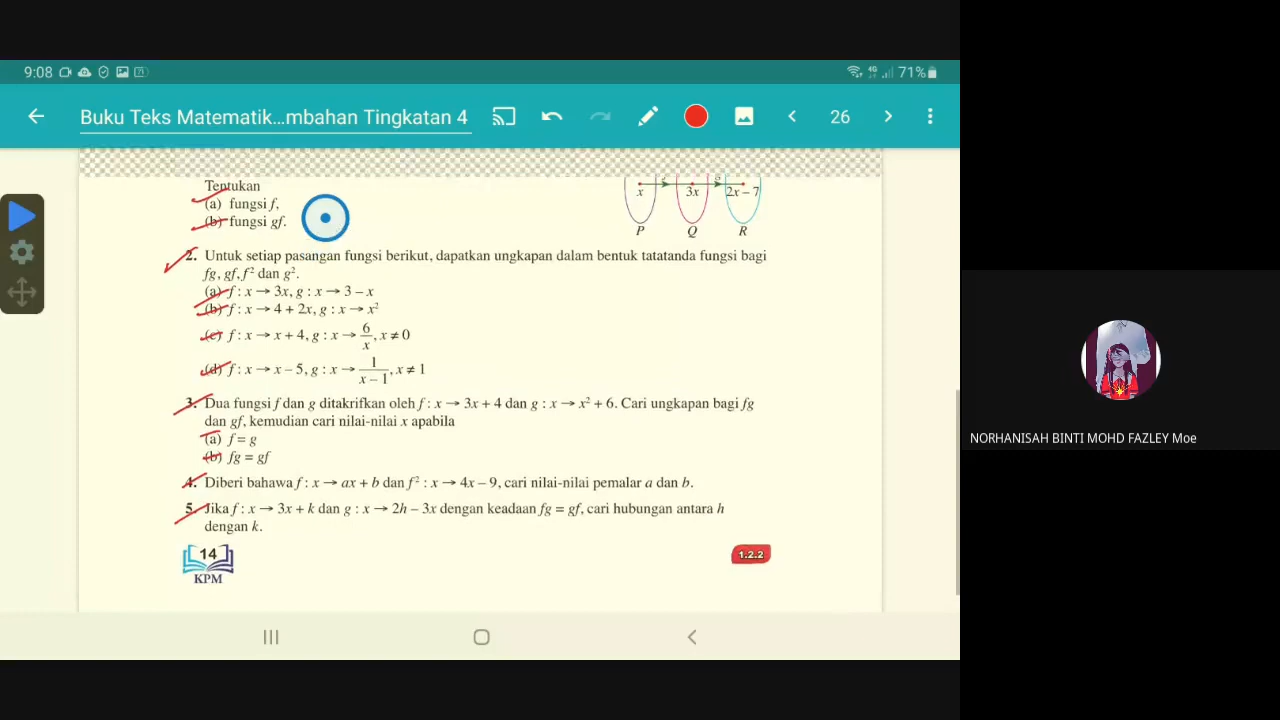 9:08
71%
Buku Teks Matematik...mbahan Tingkatan 4
26
Tentukan
(a) fungsi f,
(b) fungsi gf.
x
3x
2x – 7
P
Q
R
2. Untuk setiap pasangan fungsi berikut, dapatkan ungkapan dalam bentuk tatatanda fungsi bagi
fg, gf, f² dan g².
(a) f : x → 3x, g : x → 3 – x
(b) f : x → 4 + 2x, g : x → x²
(c) f : x → x + 4, g : x → 6/x, x ≠ 0
(d) f : x → x – 5, g : x → 1/(x – 1), x ≠ 1
3. Dua fungsi f dan g ditakrifkan oleh f : x → 3x + 4 dan g : x → x² + 6. Cari ungkapan bagi fg
dan gf, kemudian cari nilai-nilai x apabila
(a) f = g
(b) fg = gf
4. Diberi bahawa f : x → ax + b dan f² : x → 4x – 9, cari nilai-nilai pemalar a dan b.
5. Jika f : x → 3x + k dan g : x → 2h – 3x dengan keadaan fg = gf, cari hubungan antara h
dengan k.
14
KPM
1.2.2
NORHANISAH BINTI MOHD FAZLEY Moe